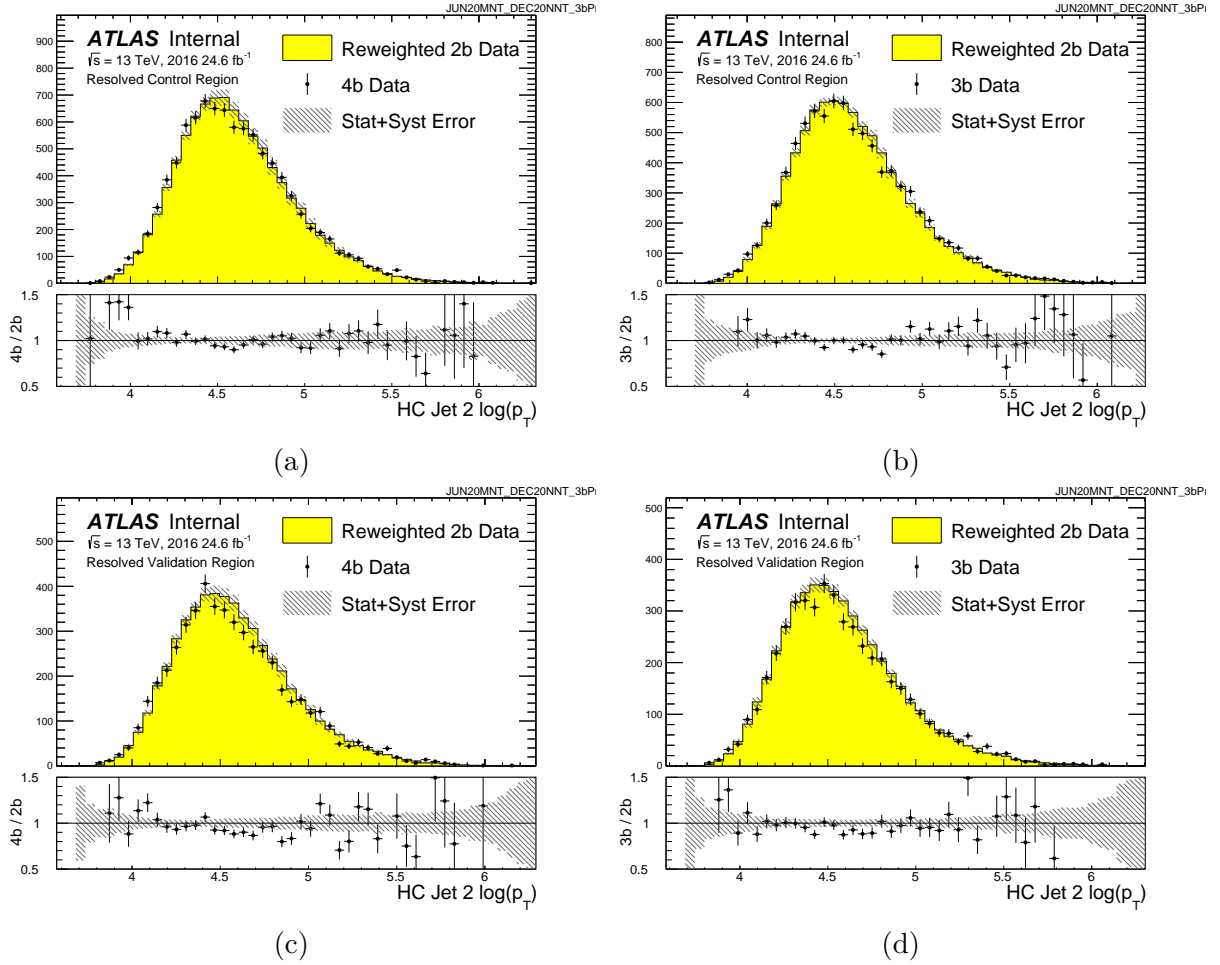 JUN20MNT_DEC20NNT_3bPr
ATLAS Internal
√s = 13 TeV, 2016 24.6 fb-1
Resolved Control Region
Reweighted 2b Data
4b Data
Stat+Syst Error
900
800
700
600
500
400
300
200
100
0
4b / 2b
1.5
1
0.5
4 4.5 5 5.5 6
HC Jet 2 log(pT)
(a)
JUN20MNT_DEC20NNT_3bPr
ATLAS Internal
√s = 13 TeV, 2016 24.6 fb-1
Resolved Control Region
Reweighted 2b Data
3b Data
Stat+Syst Error
800
700
600
500
400
300
200
100
0
3b / 2b
1.5
1
0.5
4 4.5 5 5.5 6
HC Jet 2 log(pT)
(b)
JUN20MNT_DEC20NNT_3bPr
ATLAS Internal
√s = 13 TeV, 2016 24.6 fb-1
Resolved Validation Region
Reweighted 2b Data
4b Data
Stat+Syst Error
500
400
300
200
100
0
4b / 2b
1.5
1
0.5
4 4.5 5 5.5 6
HC Jet 2 log(pT)
(c)
JUN20MNT_DEC20NNT_3bPr
ATLAS Internal
√s = 13 TeV, 2016 24.6 fb-1
Resolved Validation Region
Reweighted 2b Data
3b Data
Stat+Syst Error
500
400
300
200
100
0
3b / 2b
1.5
1
0.5
4 4.5 5 5.5 6
HC Jet 2 log(pT)
(d)